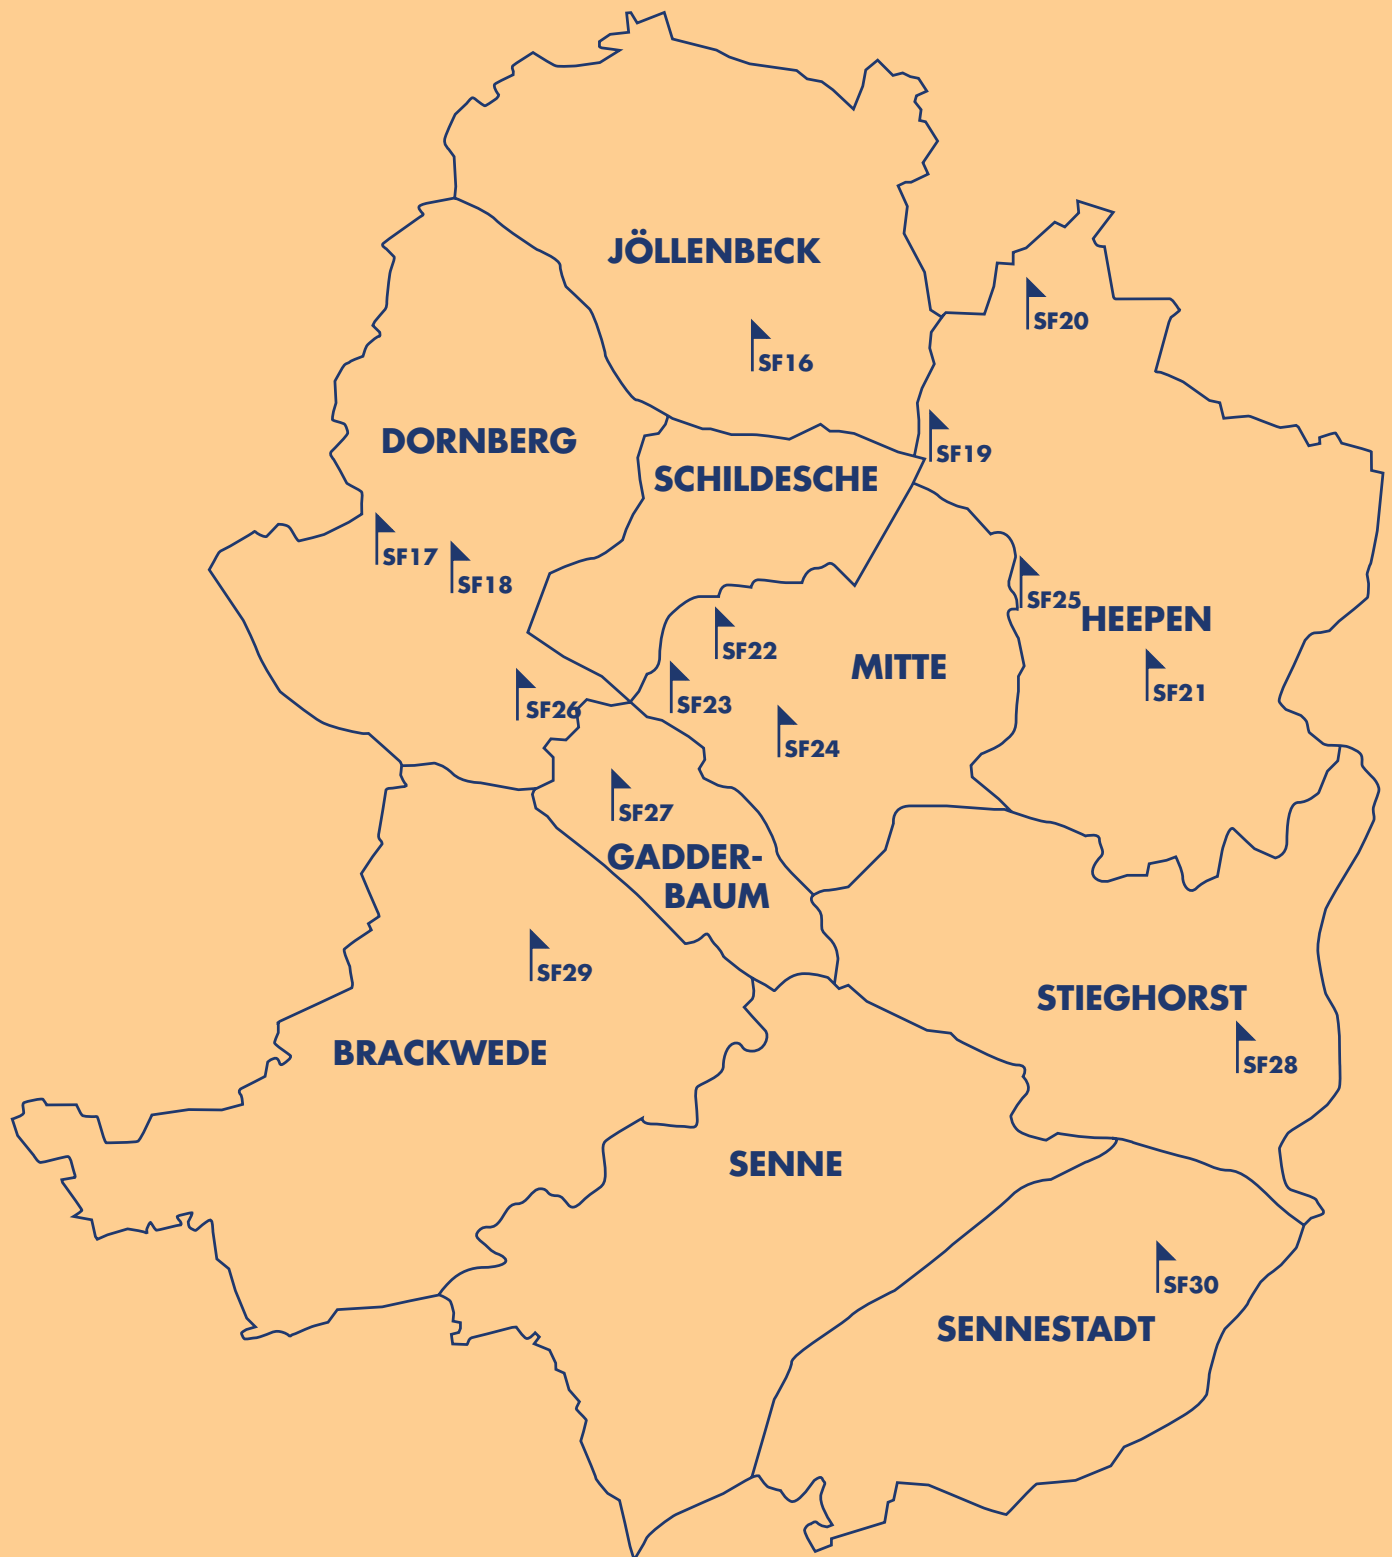 JÖLLENBECK
SF20
SF16
DORNBERG
SF19
SCHILDESCHE
SF17
SF18
SF25
HEEPEN
SF22
MITTE
SF21
SF23
SF26
SF24
SF27
GADDER-
BAUM
SF29
STIEGHORST
BRACKWEDE
SF28
SENNE
SF30
SENNESTADT